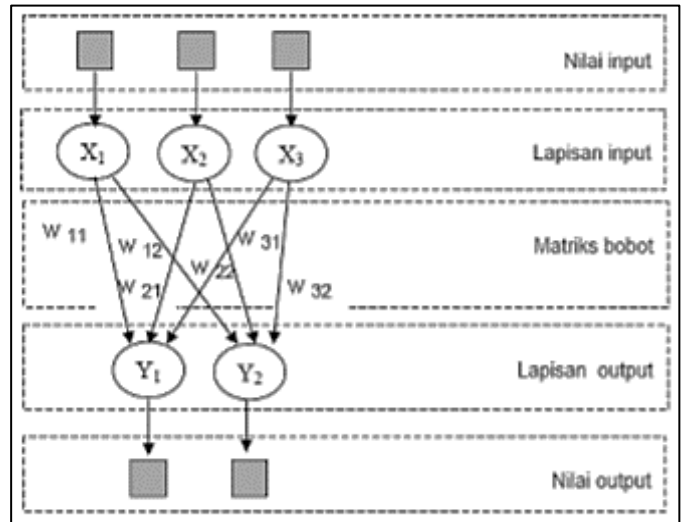 Nilai input
X1 X2 X3
Lapisan input
W 11 W 12 W 21 W 22 W 31 W 32
Matriks bobot
Y1 Y2
Lapisan output
Nilai output